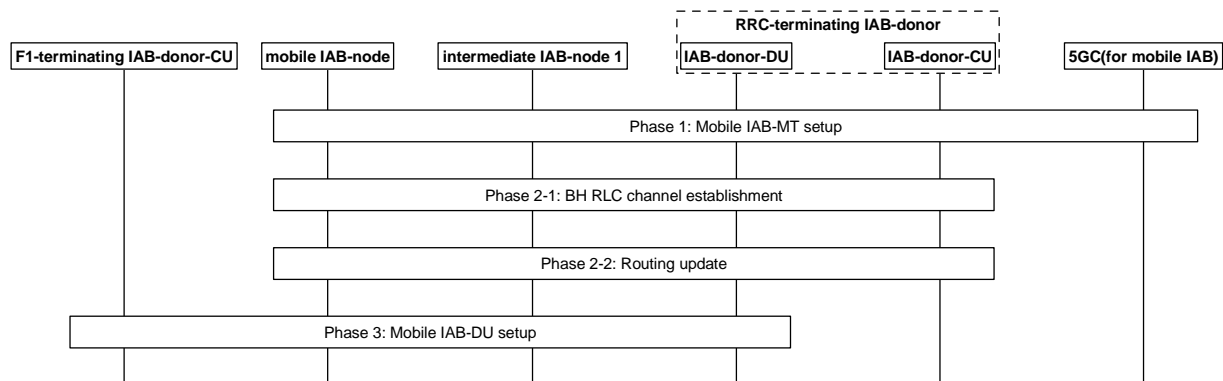 RRC-terminating IAB-donor
F1-terminating IAB-donor-CU
mobile IAB-node
intermediate IAB-node 1
IAB-donor-DU
IAB-donor-CU
5GC(for mobile IAB)
Phase 1: Mobile IAB-MT setup
Phase 2-1: BH RLC channel establishment
Phase 2-2: Routing update
Phase 3: Mobile IAB-DU setup